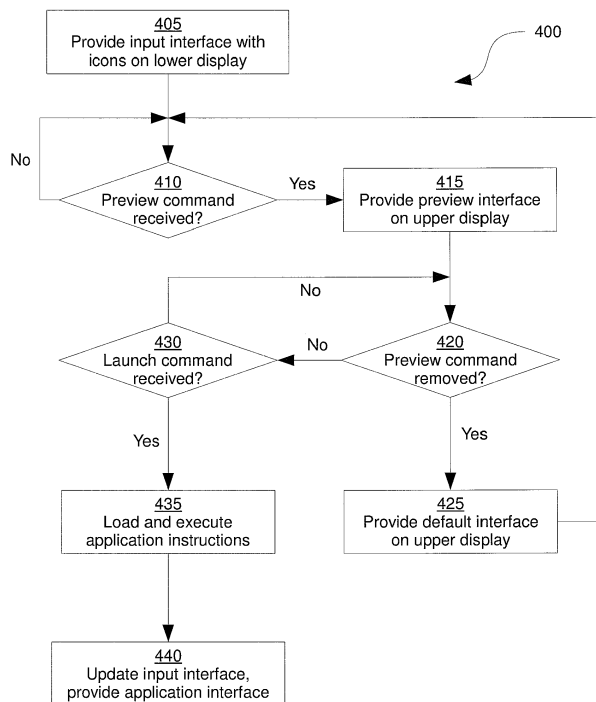 405
Provide input interface with
icons on lower display
400
No
410
Preview command
received?
Yes
415
Provide preview interface
on upper display
No
430
Launch command
received?
No
420
Preview command
removed?
Yes
Yes
435
Load and execute
application instructions
425
Provide default interface
on upper display
440
Update input interface,
provide application interface